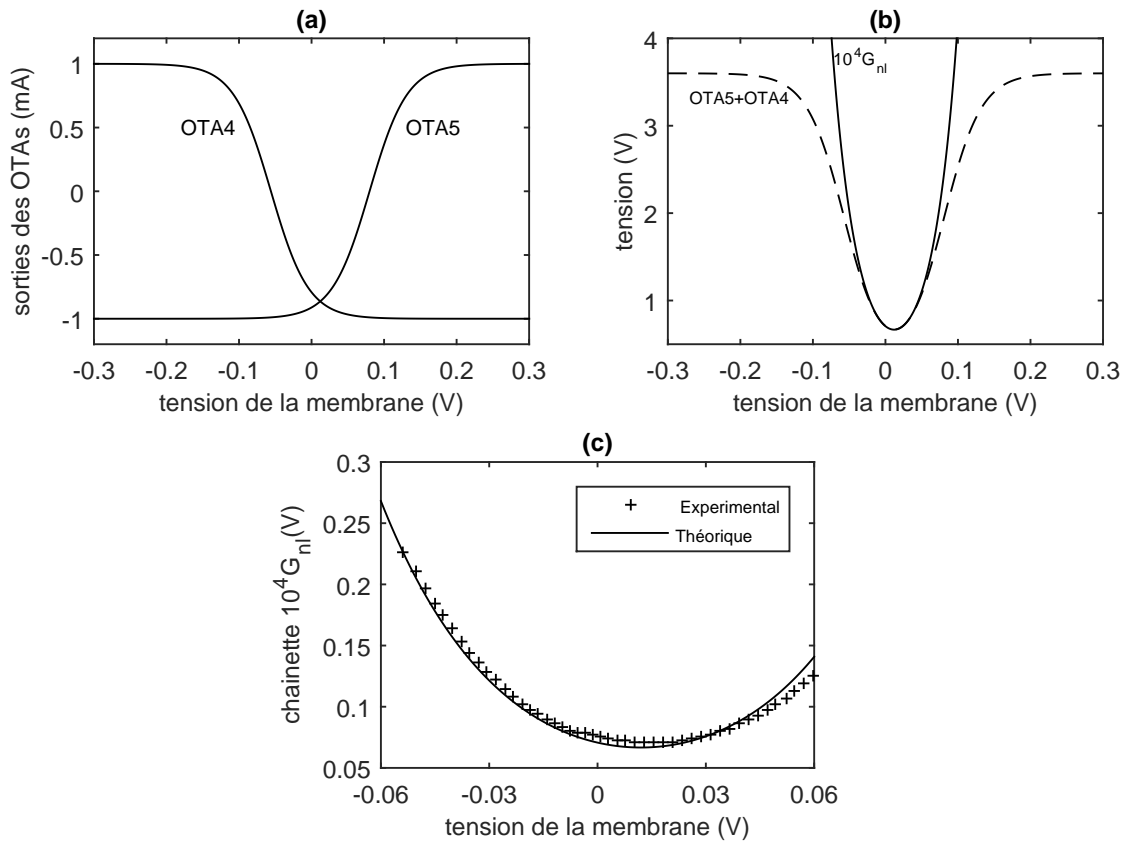 (a)
sorties des OTAs (mA)
1
0.5
0
-0.5
-1
OTA4
OTA5
-0.3 -0.2 -0.1 0 0.1 0.2 0.3
tension de la membrane (V)
(b)
tension (V)
4
3
2
1
10^4G_nl
OTA5+OTA4
-0.3 -0.2 -0.1 0 0.1 0.2 0.3
tension de la membrane (V)
(c)
chainette 10^4G_nl(V)
0.3
0.25
0.2
0.15
0.1
0.05
Experimental
Théorique
-0.06 -0.03 0 0.03 0.06
tension de la membrane (V)